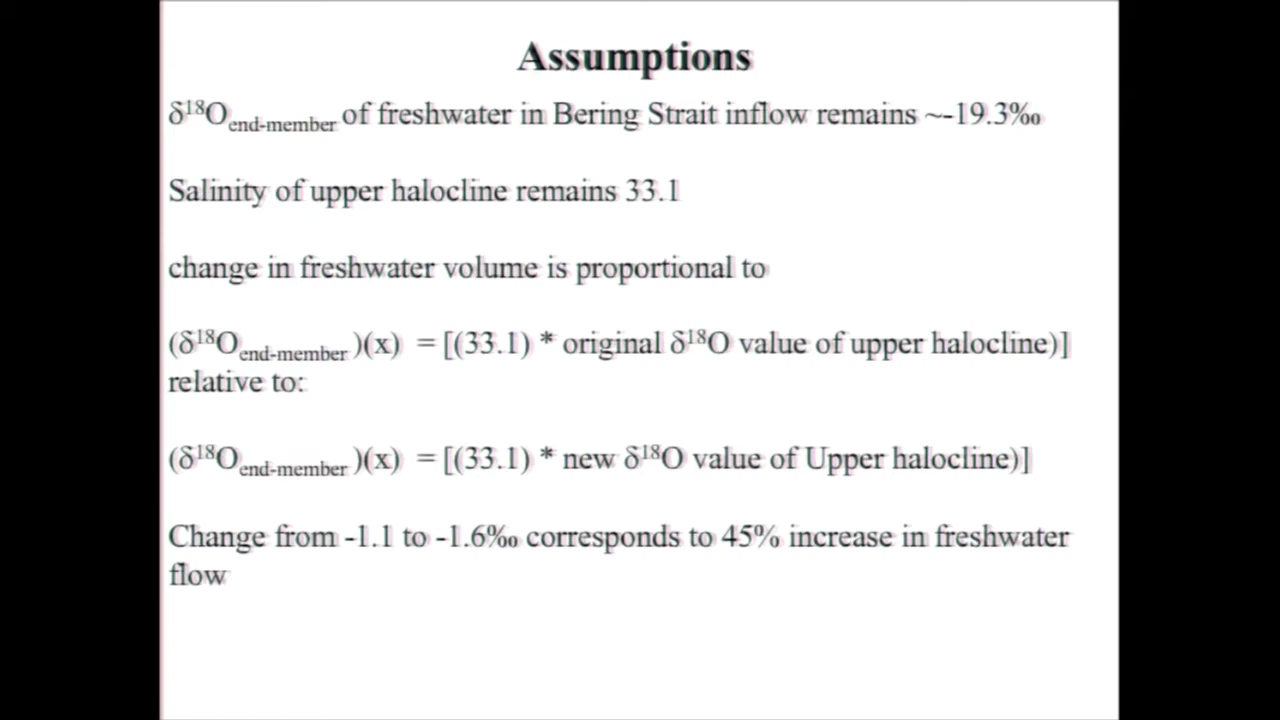 Assumptions
δ¹⁸Oend-member of freshwater in Bering Strait inflow remains ~-19.3‰
Salinity of upper halocline remains 33.1
change in freshwater volume is proportional to
(δ¹⁸Oend-member )(x) = [(33.1) * original δ¹⁸O value of upper halocline)]
relative to:
(δ¹⁸Oend-member )(x) = [(33.1) * new δ¹⁸O value of Upper halocline)]
Change from -1.1 to -1.6‰ corresponds to 45% increase in freshwater
flow